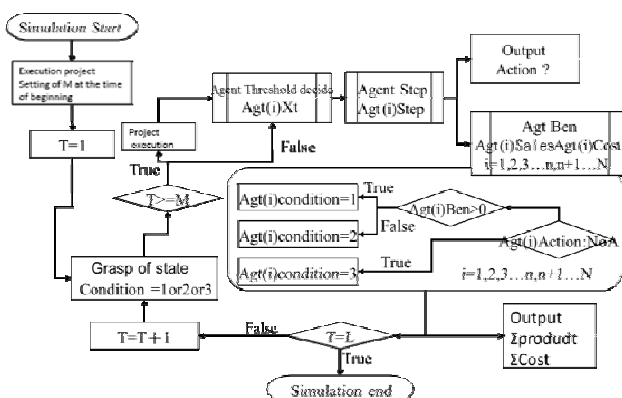 Simulation Start
Execution project
Setting of M at the time
of beginning
T=1
Project
execution
Agent Threshold decide
Agt(i)Xt
Agent Step
Agt(i)Step
Output
Action ?
Agt Ben
Agt(i)SalesAgt(i)Cost
i=1,2,3…n,n+1…N
True
False
T>=M
Grasp of state
Condition =1or2or3
Agt(i)condition=1
Agt(i)condition=2
Agt(i)condition=3
True
False
True
Agt(i)Ben>0
Agt(i)Action:NoA
i=1,2,3…n,n+1…N
T=T+1
False
T=L
True
Output
Σprodudt
ΣCost
Simulation end